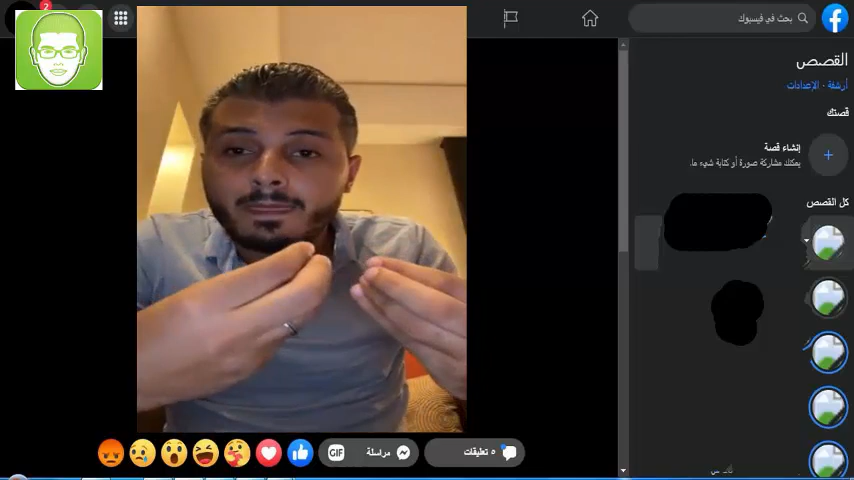 2
بحث في فيسبوك
القصص
أرشفة · الإعدادات
قصتك
إنشاء قصة
يمكنك مشاركة صورة أو كتابة شيء ما.
كل القصص
GIF
مراسلة
٥ تعليقات